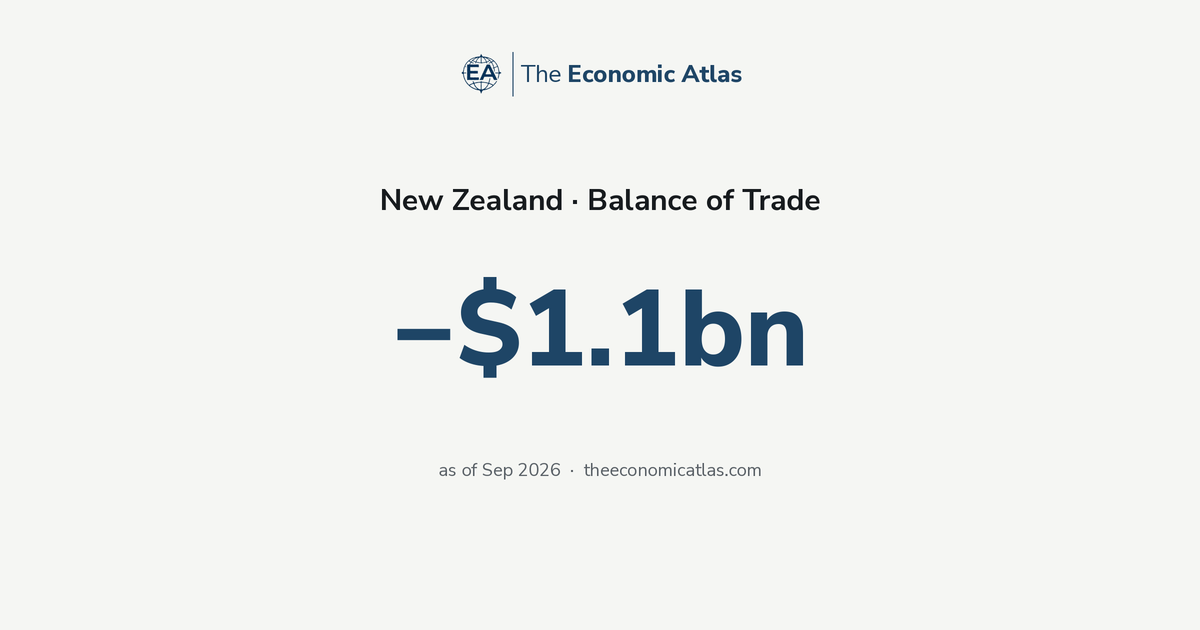 EA The Economic Atlas
New Zealand · Balance of Trade
−$1.1bn
as of Sep 2026 · theeconomicatlas.com